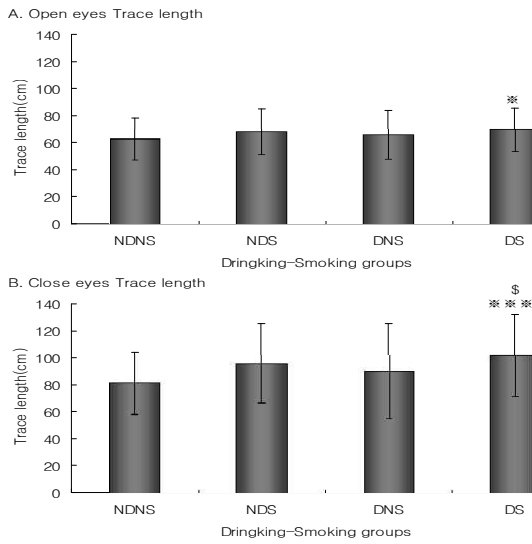 A. Open eyes Trace length
140
120
100
80
60
40
20
0
Trace length(cm)
※
NDNS NDS DNS DS
Dringking-Smoking groups
B. Close eyes Trace length
140
120
100
80
60
40
20
0
Trace length(cm)
$
※※※
NDNS NDS DNS DS
Dringking-Smoking groups